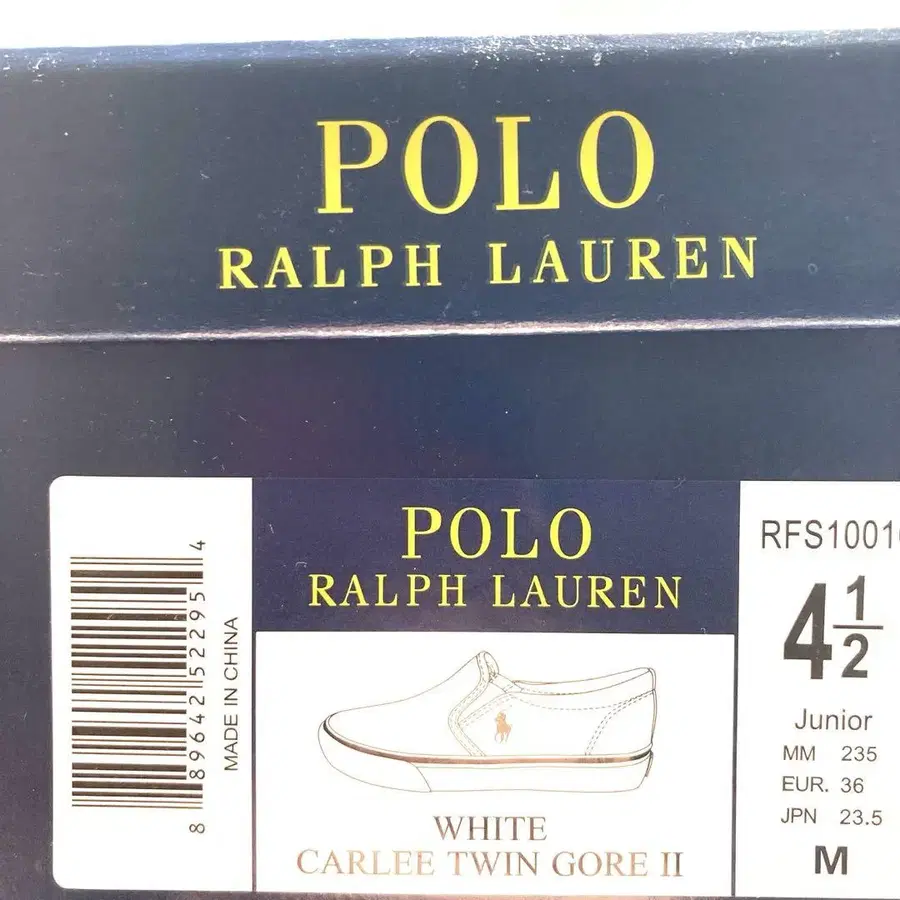 POLO
RALPH LAUREN
POLO
RALPH LAUREN
8 89642 52295 4
MADE IN CHINA
WHITE
CARLEE TWIN GORE II
RFS1001
4 1/2
Junior
MM 235
EUR. 36
JPN 23.5
M